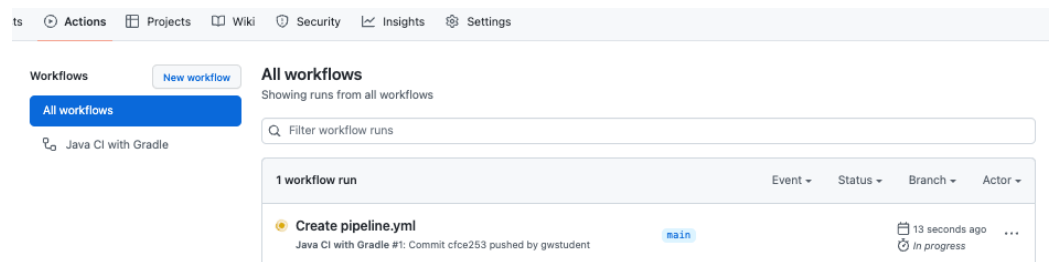 ts Actions Projects Wiki Security Insights Settings
Workflows New workflow
All workflows
Java CI with Gradle
All workflows
Showing runs from all workflows
Filter workflow runs
1 workflow run Event Status Branch Actor
Create pipeline.yml
Java CI with Gradle #1: Commit cfce253 pushed by gwstudent
main
13 seconds ago
In progress